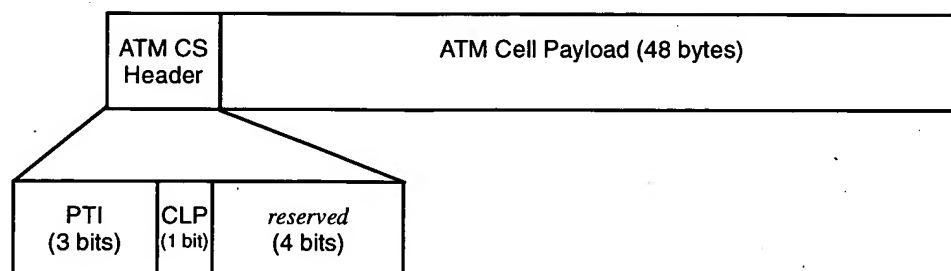 ATM CS
Header
ATM Cell Payload (48 bytes)
PTI
(3 bits)
CLP
(1 bit)
reserved
(4 bits)